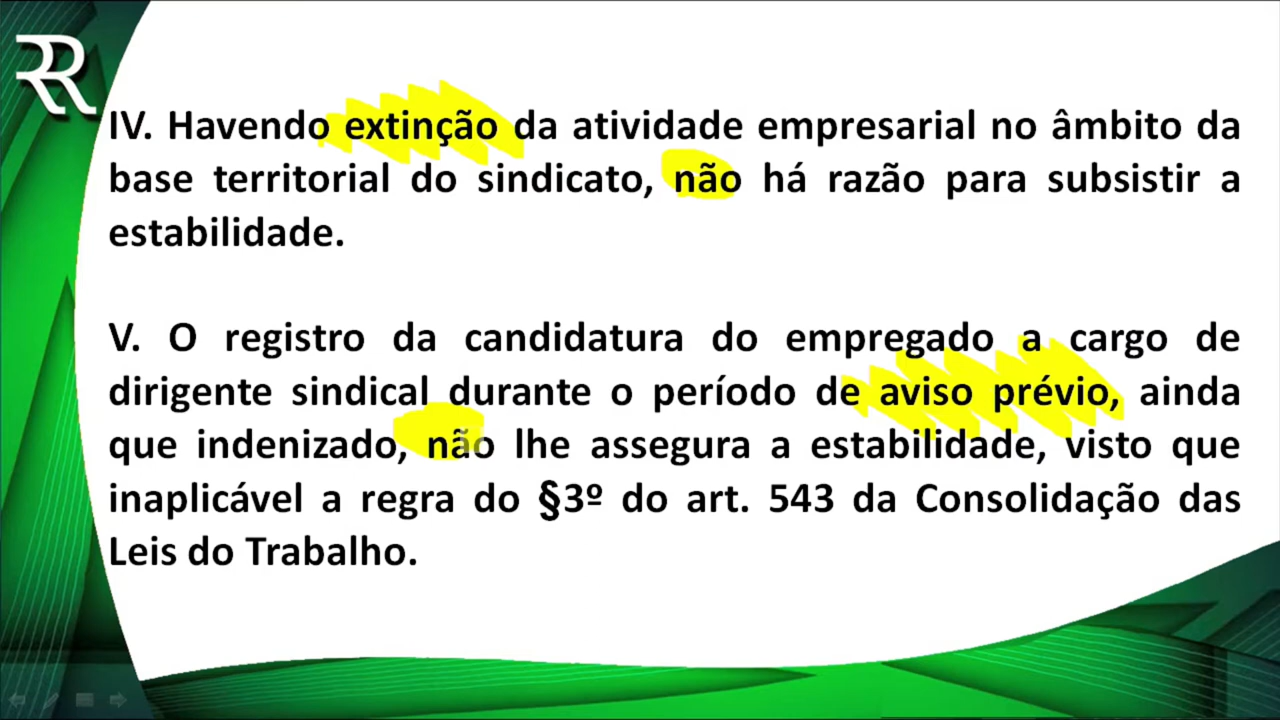 RR
IV. Havendo extinção da atividade empresarial no âmbito da
base territorial do sindicato, não há razão para subsistir a
estabilidade.
V. O registro da candidatura do empregado a cargo de
dirigente sindical durante o período de aviso prévio, ainda
que indenizado, não lhe assegura a estabilidade, visto que
inaplicável a regra do §3º do art. 543 da Consolidação das
Leis do Trabalho.